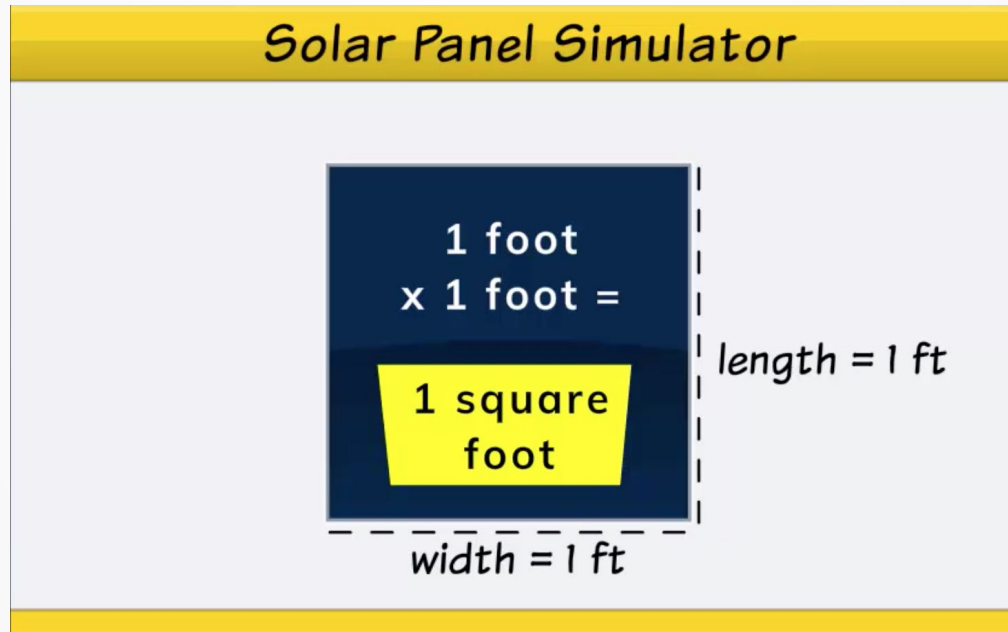 Solar Panel Simulator
1 foot
x 1 foot =
1 square
foot
length = 1 ft
width = 1 ft